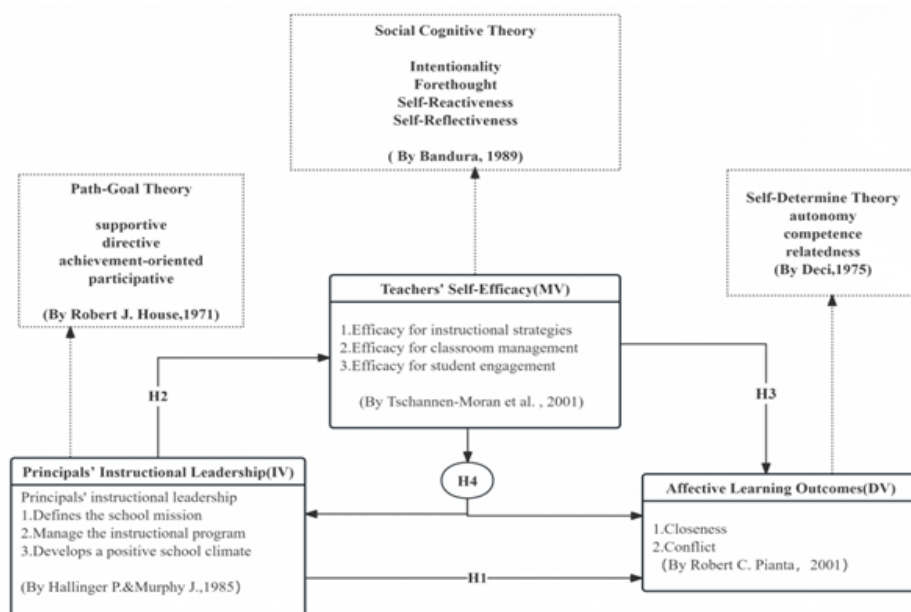 Social Cognitive Theory
Intentionality
Forethought
Self-Reactiveness
Self-Reflectiveness
( By Bandura, 1989)
Path-Goal Theory
supportive
directive
achievement-oriented
participative
(By Robert J. House,1971)
Self-Determine Theory
autonomy
competence
relatedness
(By Deci,1975)
Teachers' Self-Efficacy(MV)
1.Efficacy for instructional strategies
2.Efficacy for classroom management
3.Efficacy for student engagement
(By Tschannen-Moran et al. , 2001)
H2
H3
H4
Principals' Instructional Leadership(IV)
Principals' instructional leadership
1.Defines the school mission
2.Manage the instructional program
3.Develops a positive school climate
(By Hallinger P.&Murphy J.,1985)
H1
Affective Learning Outcomes(DV)
1.Closeness
2.Conflict
(By Robert C. Pianta, 2001)